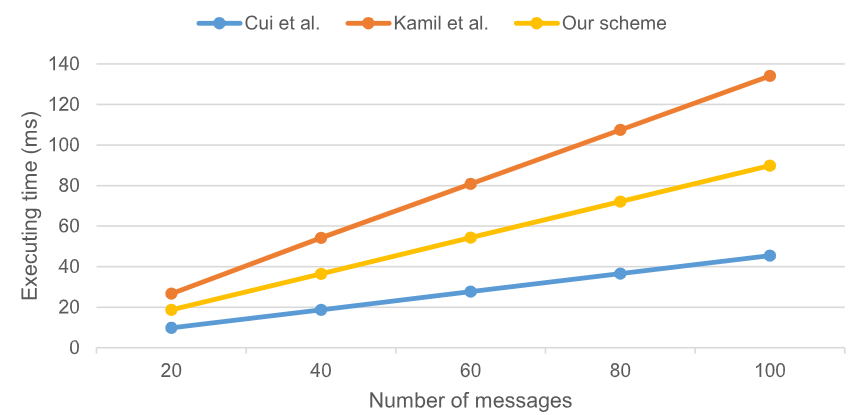 Cui et al. Kamil et al. Our scheme
140
120
100
80
60
40
20
0
Executing time (ms)
20 40 60 80 100
Number of messages